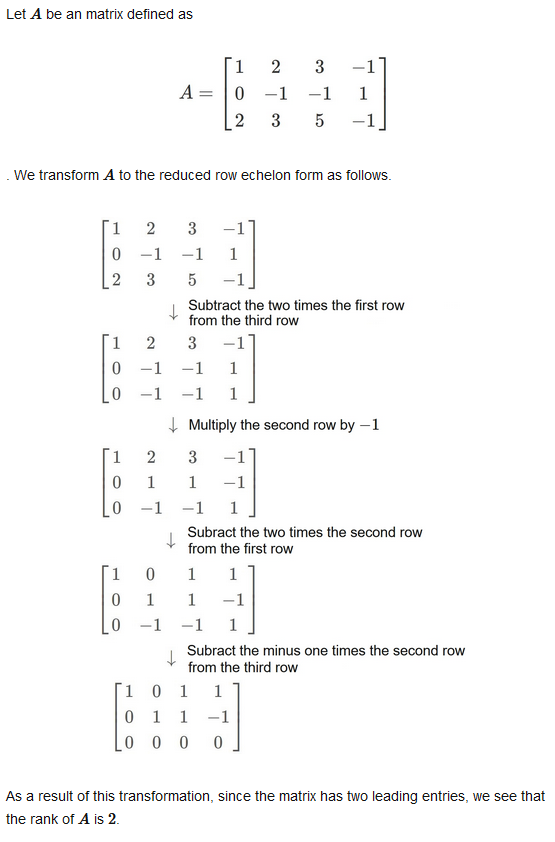 Let A be an matrix defined as
A = [1 2 3 −1
0 −1 −1 1
2 3 5 −1]
. We transform A to the reduced row echelon form as follows.
[1 2 3 −1
0 −1 −1 1
2 3 5 −1]
↓ Subtract the two times the first row
from the third row
[1 2 3 −1
0 −1 −1 1
0 −1 −1 1]
↓ Multiply the second row by −1
[1 2 3 −1
0 1 1 −1
0 −1 −1 1]
↓ Subract the two times the second row
from the first row
[1 0 1 1
0 1 1 −1
0 −1 −1 1]
↓ Subract the minus one times the second row
from the third row
[1 0 1 1
0 1 1 −1
0 0 0 0]
As a result of this transformation, since the matrix has two leading entries, we see that
the rank of A is 2.